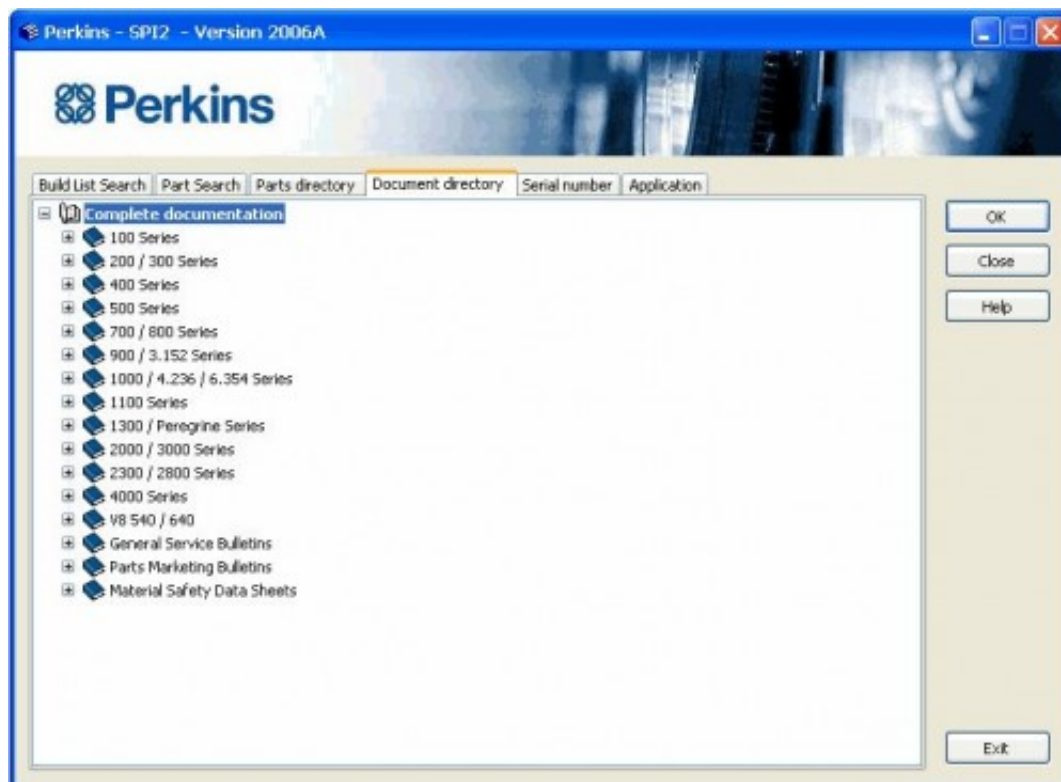 Perkins - SPI2 - Version 2006A
Perkins
Build List Search Part Search Parts directory Document directory Serial number Application
Complete documentation
100 Series
200 / 300 Series
400 Series
500 Series
700 / 800 Series
900 / 3.152 Series
1000 / 4.236 / 6.354 Series
1100 Series
1300 / Peregrine Series
2000 / 3000 Series
2300 / 2800 Series
4000 Series
V8 540 / 640
General Service Bulletins
Parts Marketing Bulletins
Material Safety Data Sheets
OK
Close
Help
Exit